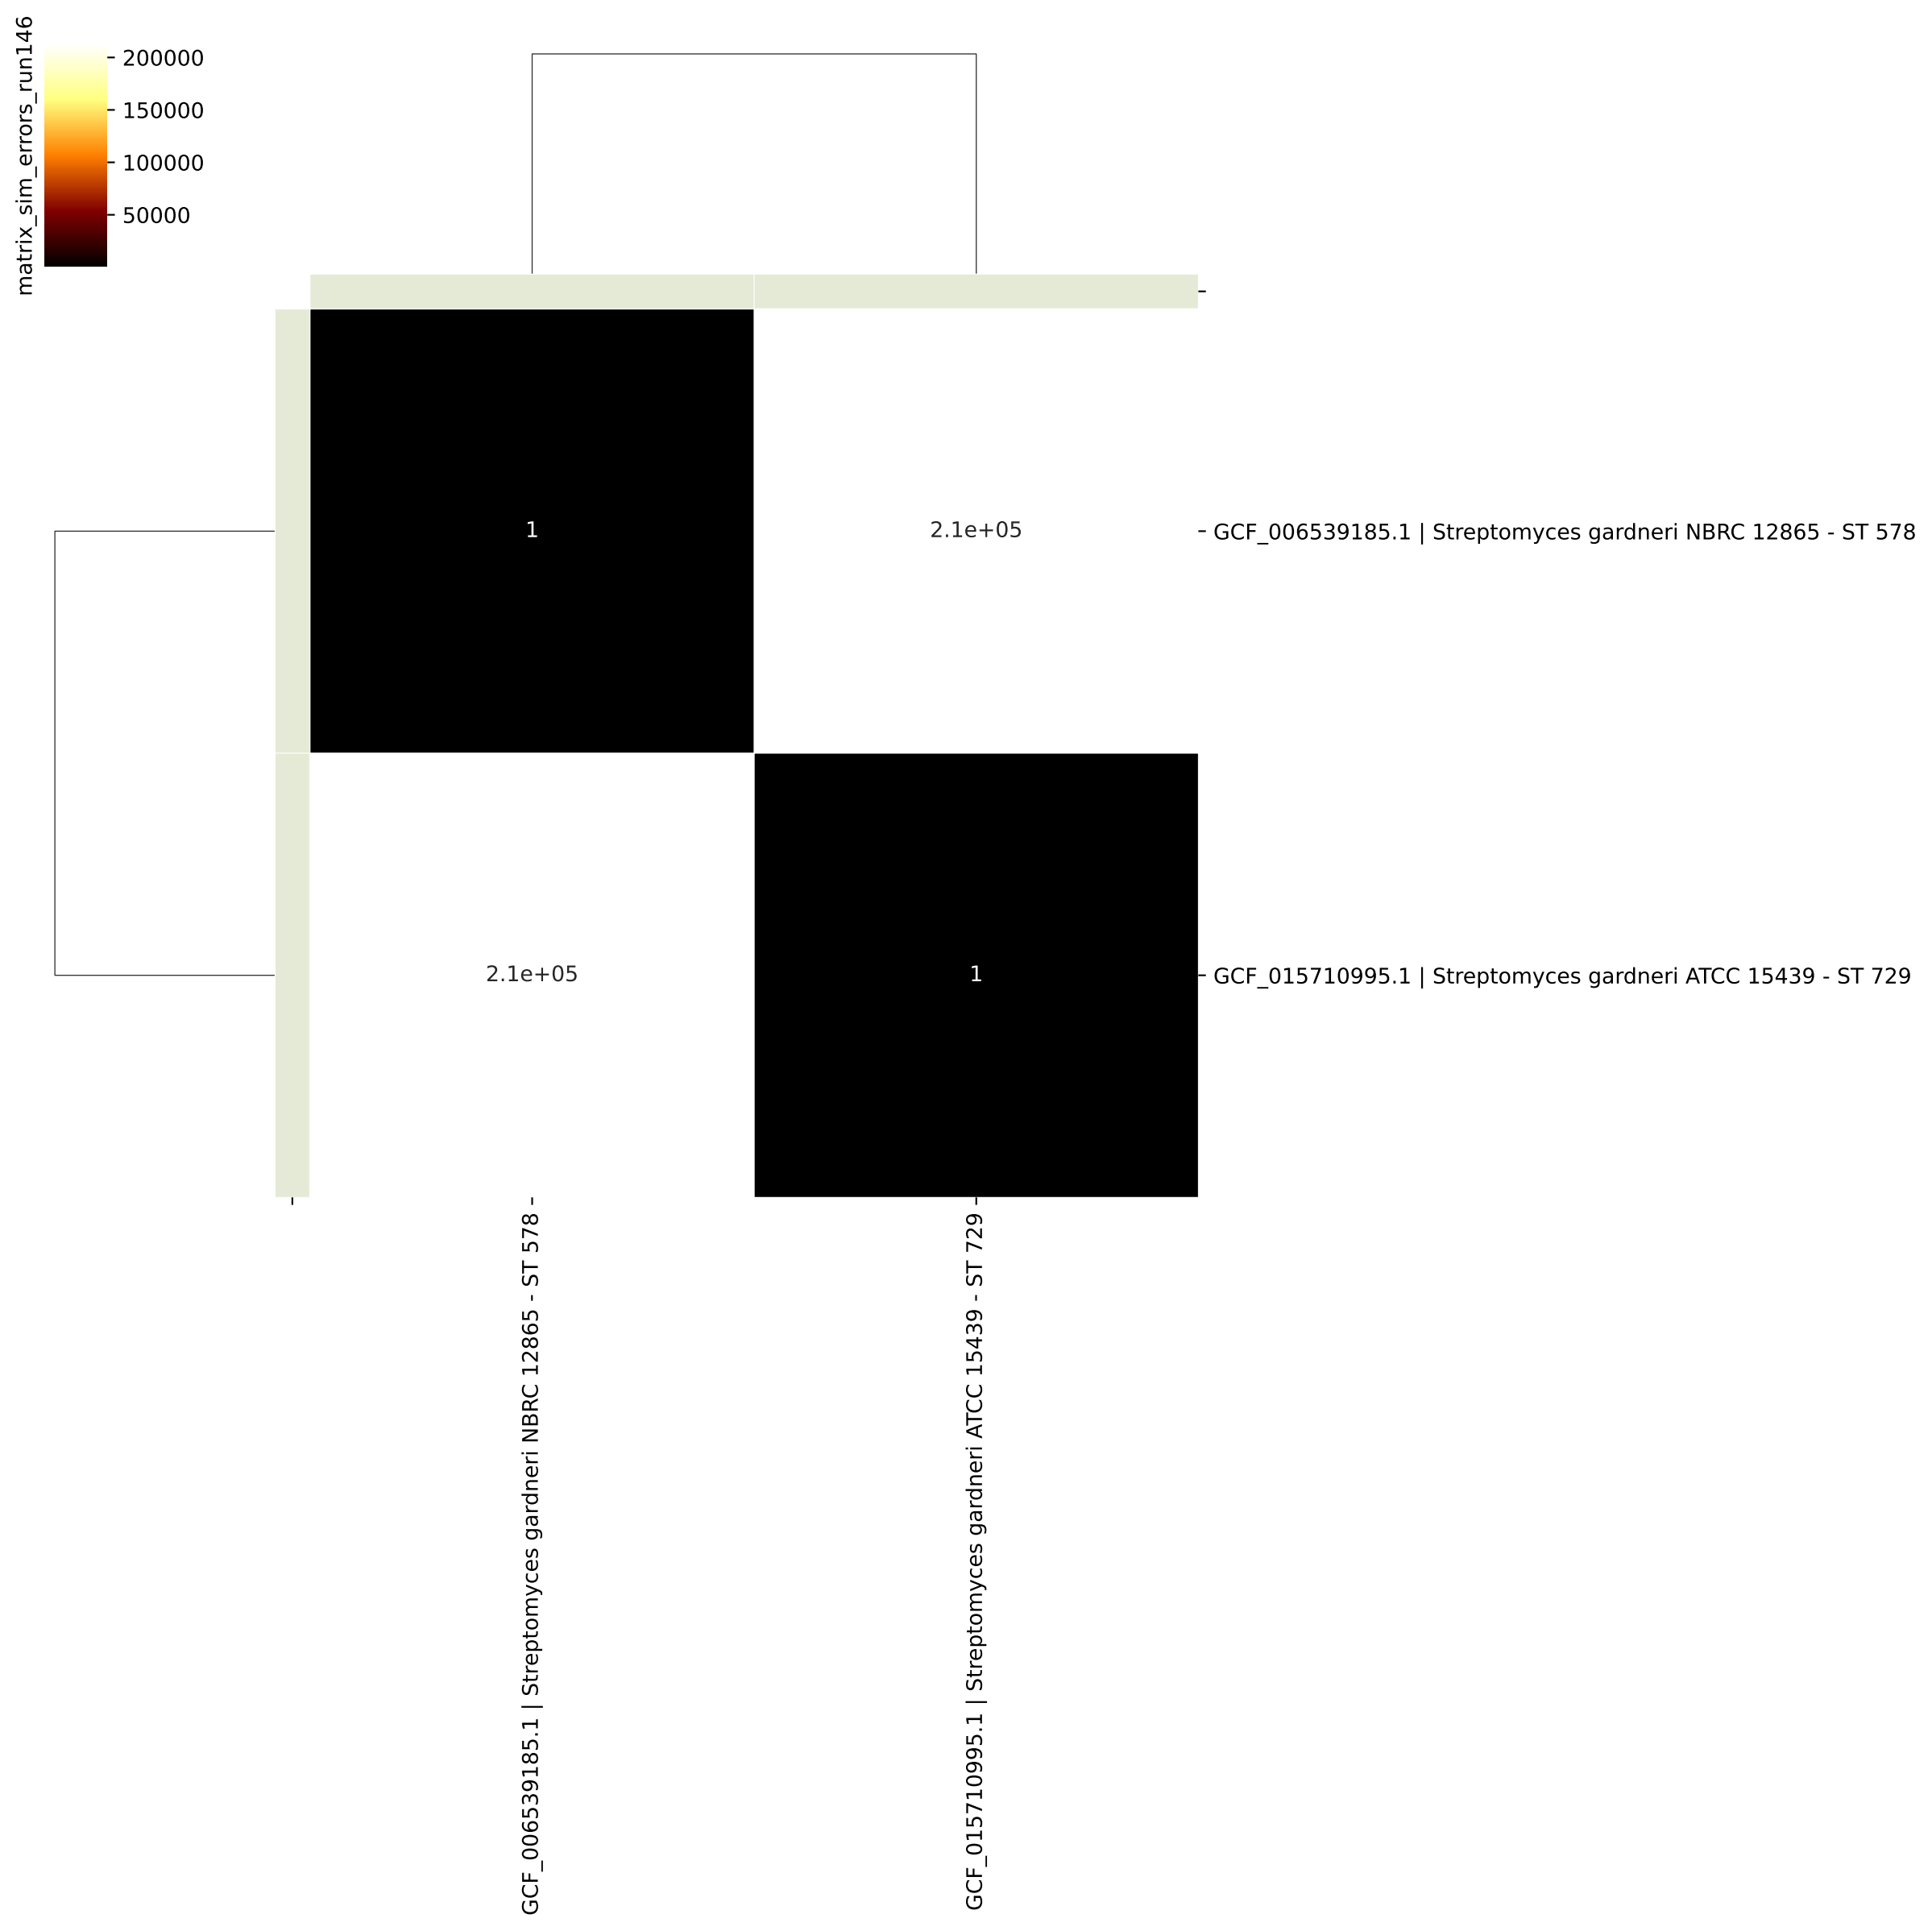 matrix_sim_errors_run146
200000
150000
100000
50000
1
2.1e+05
GCF_006539185.1 | Streptomyces gardneri NBRC 12865 - ST 578
2.1e+05
1
GCF_015710995.1 | Streptomyces gardneri ATCC 15439 - ST 729
GCF_006539185.1 | Streptomyces gardneri NBRC 12865 - ST 578
GCF_015710995.1 | Streptomyces gardneri ATCC 15439 - ST 729